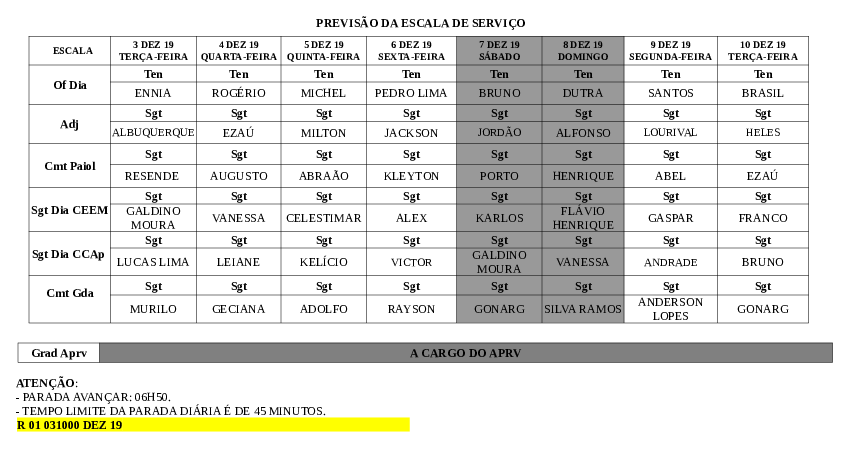 PREVISÃO DA ESCALA DE SERVIÇO
ESCALA 3 DEZ 19 4 DEZ 19 5 DEZ 19 6 DEZ 19 7 DEZ 19 8 DEZ 19 9 DEZ 19 10 DEZ 19
TERÇA-FEIRA QUARTA-FEIRA QUINTA-FEIRA SEXTA-FEIRA SÁBADO DOMINGO SEGUNDA-FEIRA TERÇA-FEIRA
Of Dia Ten Ten Ten Ten Ten Ten Ten Ten
ENNIA ROGÉRIO MICHEL PEDRO LIMA BRUNO DUTRA SANTOS BRASIL
Adj Sgt Sgt Sgt Sgt Sgt Sgt Sgt Sgt
ALBUQUERQUE EZAÚ MILTON JACKSON JORDÃO ALFONSO LOURIVAL HELES
Cmt Paiol Sgt Sgt Sgt Sgt Sgt Sgt Sgt Sgt
RESENDE AUGUSTO ABRAÃO KLEYTON PORTO HENRIQUE ABEL EZAÚ
Sgt Dia CEEM Sgt Sgt Sgt Sgt Sgt Sgt Sgt Sgt
GALDINO MOURA VANESSA CELESTIMAR ALEX KARLOS FLÁVIO HENRIQUE GASPAR FRANCO
Sgt Dia CCAp Sgt Sgt Sgt Sgt Sgt Sgt Sgt Sgt
LUCAS LIMA LEIANE KELÍCIO VICTOR GALDINO MOURA VANESSA ANDRADE BRUNO
Cmt Gda Sgt Sgt Sgt Sgt Sgt Sgt Sgt Sgt
MURILO GECIANA ADOLFO RAYSON GONARG SILVA RAMOS ANDERSON LOPES GONARG
Grad Aprv A CARGO DO APRV
ATENÇÃO:
- PARADA AVANÇAR: 06H50.
- TEMPO LIMITE DA PARADA DIÁRIA É DE 45 MINUTOS.
R 01 031000 DEZ 19